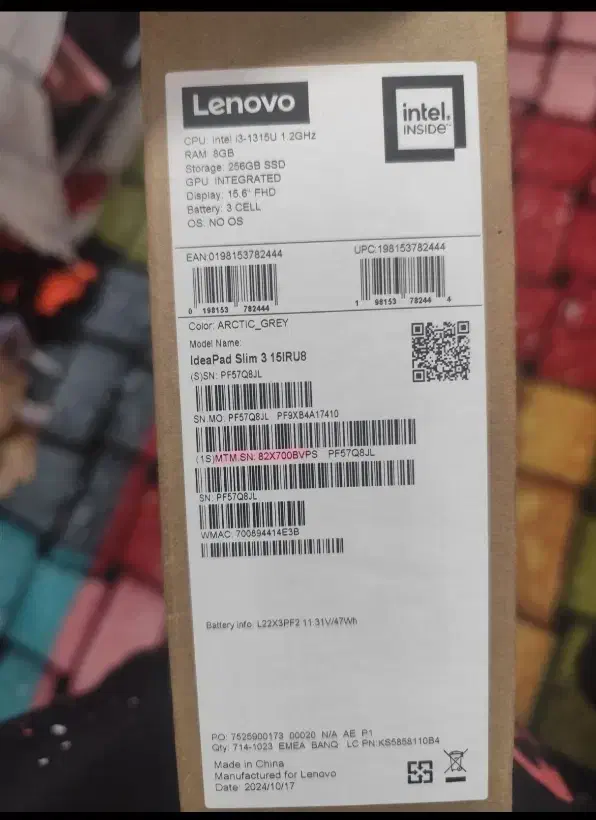 Lenovo
intel.
INSIDE™
CPU: Intel i3-1315U 1.2GHz
RAM: 8GB
Storage: 256GB SSD
GPU: INTEGRATED
Display: 15.6" FHD
Battery: 3 CELL
OS: NO OS
EAN:0198153782444 UPC:198153782444
0 198153 782444 1 98153 78244 4
Color: ARCTIC_GREY
Model Name:
IdeaPad Slim 3 15IRU8
(S)SN: PF57Q8JL
SN.MO: PF57Q8JL PF9XB4A17410
(1S)MTM.SN: 82X700BVPS PF57Q8JL
SN: PF57Q8JL
WMAC: 700894414E3B
Battery info: L22X3PF2 11.31V/47Wh
PO: 7525900173 00020 N/A AE P1
Qty: 714-1023 EMEA BANQ LC PN:KS5858110B4
Made in China
Manufactured for Lenovo
Date: 2024/10/17